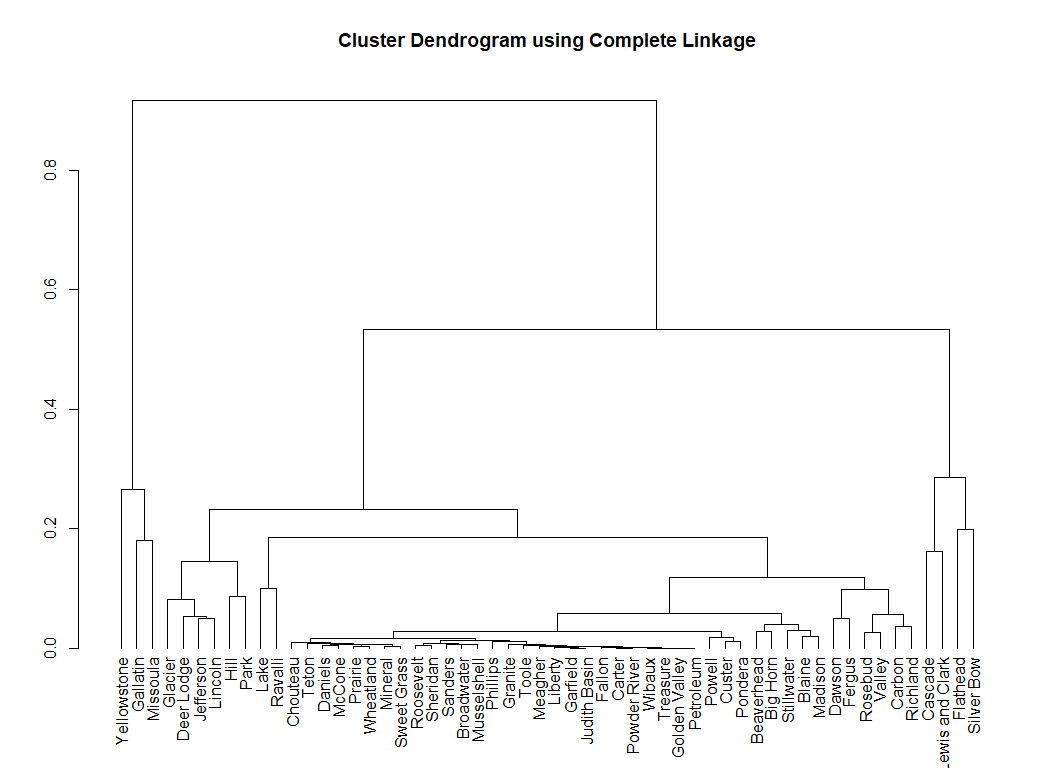 Cluster Dendrogram using Complete Linkage
0.8
0.6
0.4
0.2
0.0
Yellowstone
Gallatin
Missoula
Glacier
Deer Lodge
Jefferson
Lincoln
Hill
Park
Lake
Ravalli
Chouteau
Teton
Daniels
McCone
Prairie
Wheatland
Mineral
Sweet Grass
Roosevelt
Sheridan
Sanders
Broadwater
Musselshell
Phillips
Granite
Toole
Meagher
Liberty
Garfield
Judith Basin
Fallon
Carter
Powder River
Wibaux
Treasure
Golden Valley
Petroleum
Powell
Custer
Pondera
Beaverhead
Big Horn
Stillwater
Blaine
Madison
Dawson
Fergus
Rosebud
Valley
Carbon
Richland
Cascade
Lewis and Clark
Flathead
Silver Bow